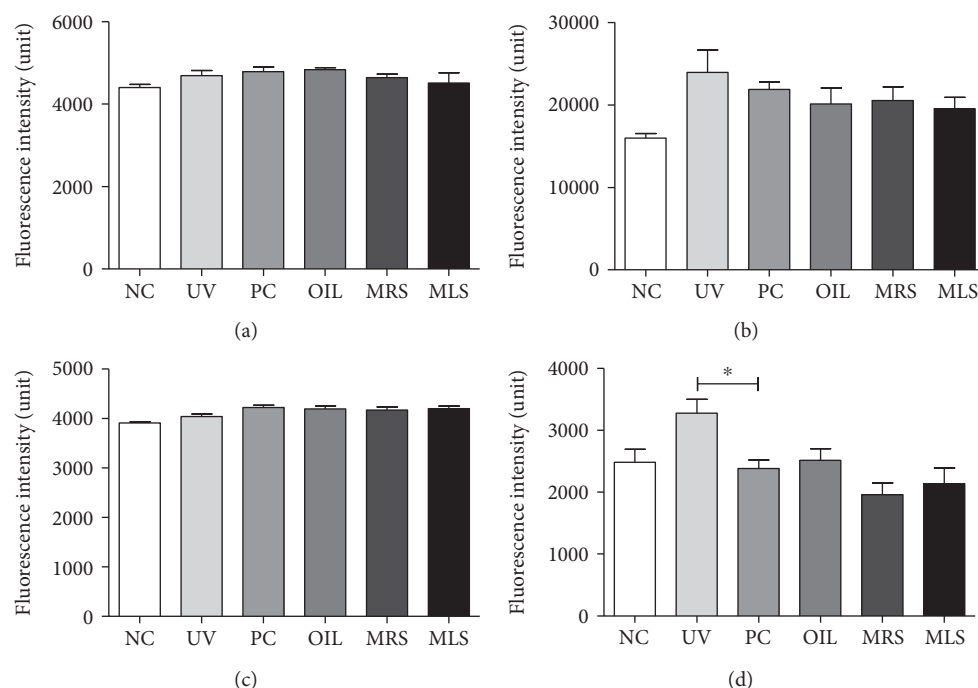 Fluorescence intensity (unit)
6000
4000
2000
0
NC UV PC OIL MRS MLS
(a)
Fluorescence intensity (unit)
30000
20000
10000
0
NC UV PC OIL MRS MLS
(b)
Fluorescence intensity (unit)
5000
4000
3000
2000
1000
0
NC UV PC OIL MRS MLS
(c)
Fluorescence intensity (unit)
4000
3000
2000
1000
0
*
NC UV PC OIL MRS MLS
(d)